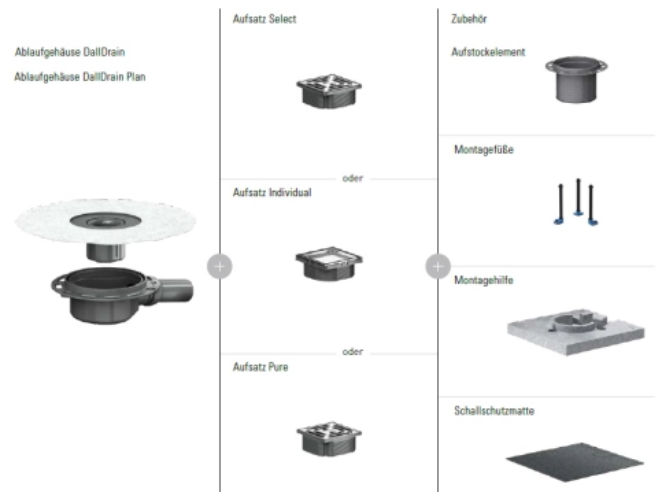 Ablaufgehäuse DallDrain
Ablaufgehäuse DallDrain Plan
Aufsatz Select
oder
Aufsatz Individual
oder
Aufsatz Pure
Zubehör
Aufstockelement
Montagefüße
Montagehilfe
Schallschutzmatte